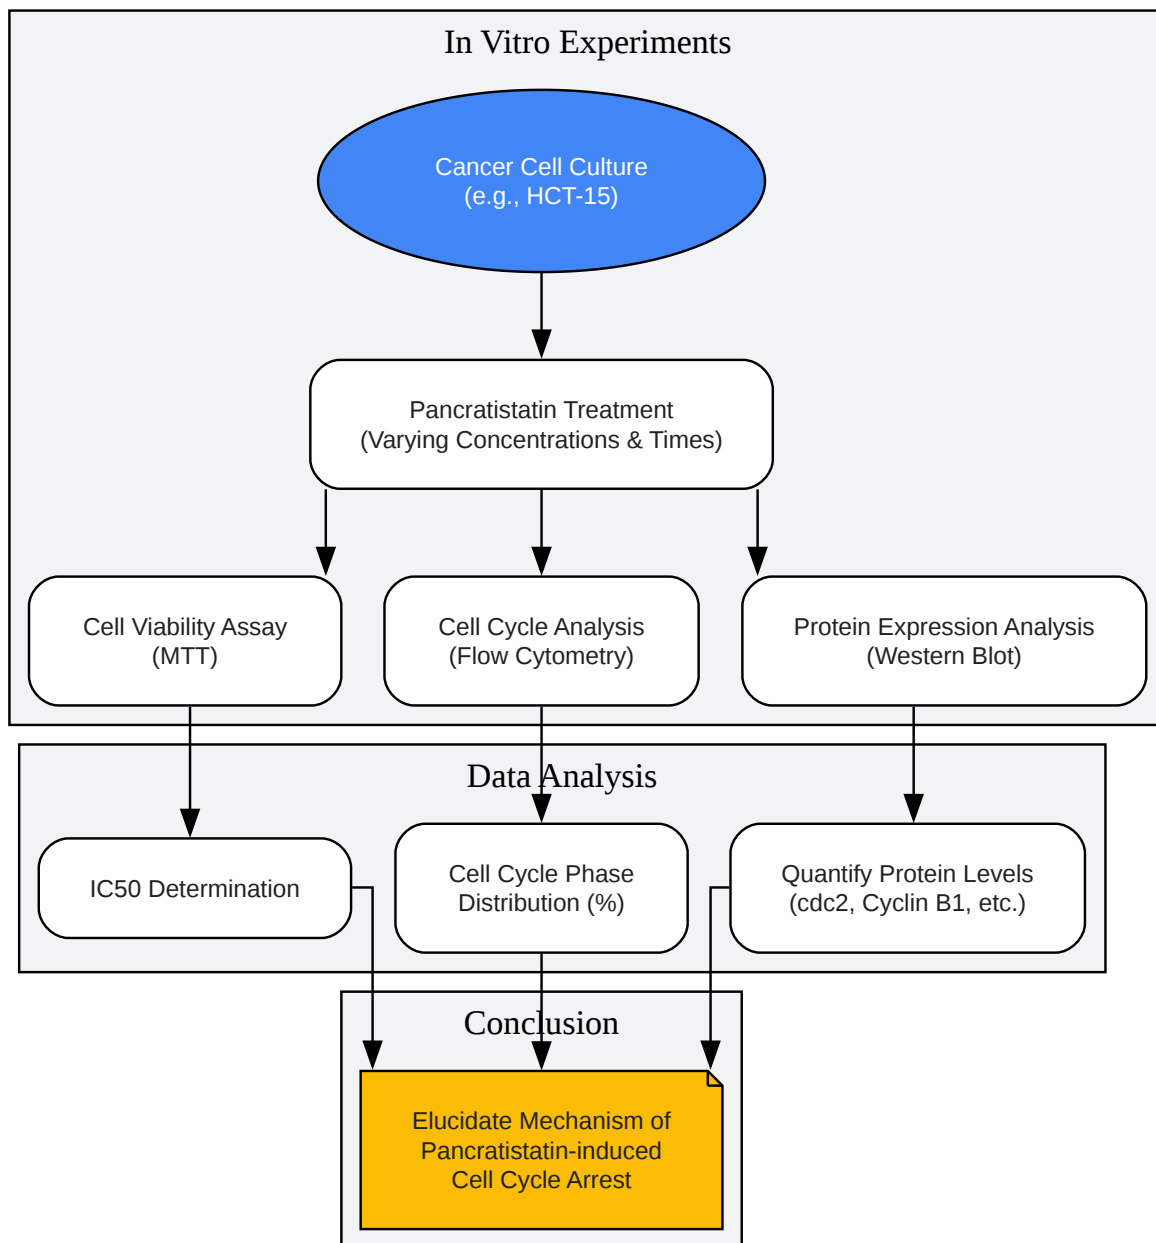 In Vitro Experiments
Cancer Cell Culture
(e.g., HCT-15)
Pancratistatin Treatment
(Varying Concentrations & Times)
Cell Viability Assay
(MTT)
Cell Cycle Analysis
(Flow Cytometry)
Protein Expression Analysis
(Western Blot)
Data Analysis
IC50 Determination
Cell Cycle Phase
Distribution (%)
Quantify Protein Levels
(cdc2, Cyclin B1, etc.)
Conclusion
Elucidate Mechanism of
Pancratistatin-induced
Cell Cycle Arrest